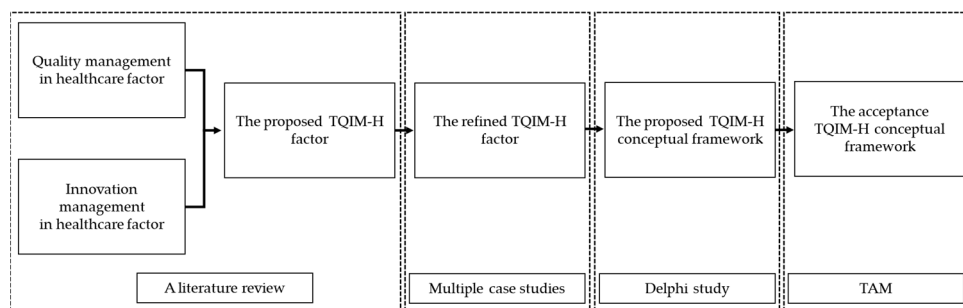 Quality management
in healthcare factor
Innovation
management
in healthcare factor
The proposed TQIM-H
factor
The refined TQIM-H
factor
The proposed TQIM-H
conceptual framework
The acceptance
TQIM-H conceptual
framework
A literature review
Multiple case studies
Delphi study
TAM